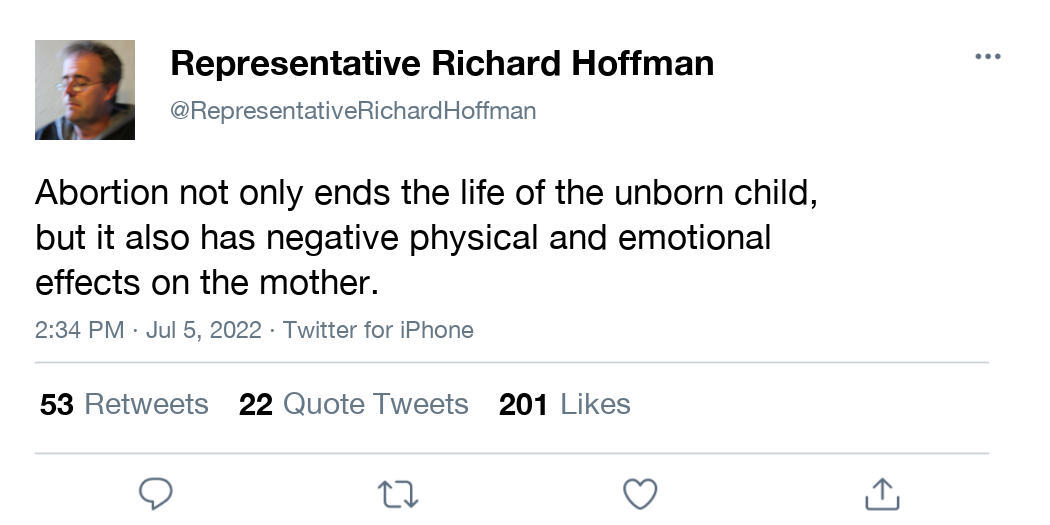 Representative Richard Hoffman
@RepresentativeRichardHoffman
Abortion not only ends the life of the unborn child,
but it also has negative physical and emotional
effects on the mother.
2:34 PM · Jul 5, 2022 · Twitter for iPhone
53 Retweets 22 Quote Tweets 201 Likes